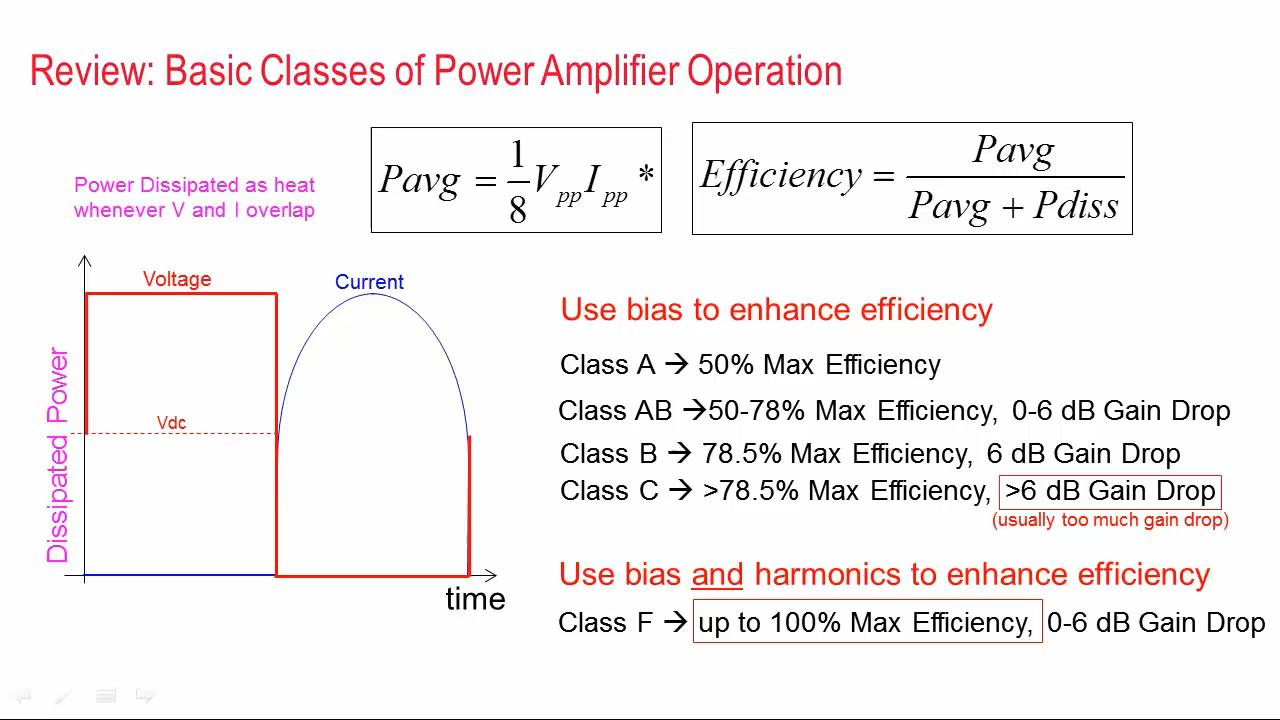 Review: Basic Classes of Power Amplifier Operation
Power Dissipated as heat
whenever V and I overlap
Pavg = 1/8 Vpp Ipp *
Efficiency = Pavg / Pavg + Pdiss
Voltage
Current
Vdc
Dissipated Power
time
Use bias to enhance efficiency
Class A → 50% Max Efficiency
Class AB →50-78% Max Efficiency, 0-6 dB Gain Drop
Class B → 78.5% Max Efficiency, 6 dB Gain Drop
Class C → >78.5% Max Efficiency, >6 dB Gain Drop
(usually too much gain drop)
Use bias and harmonics to enhance efficiency
Class F → up to 100% Max Efficiency, 0-6 dB Gain Drop